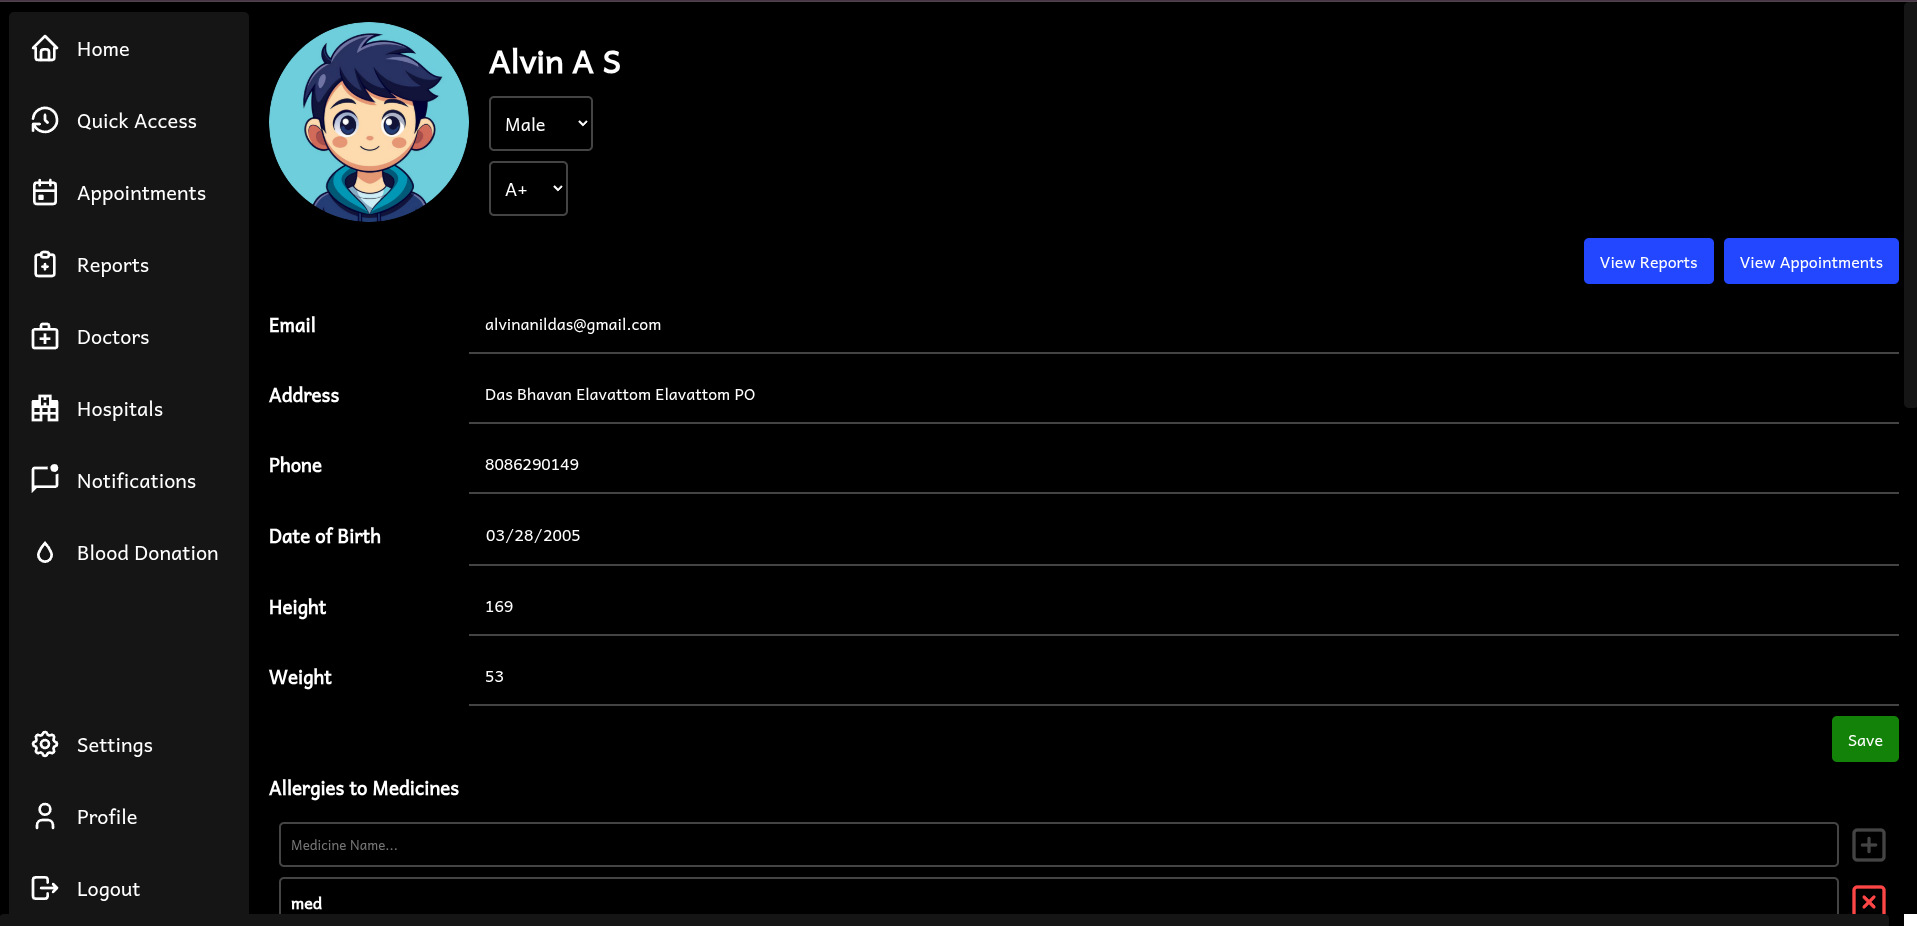 Home
Quick Access
Appointments
Reports
Doctors
Hospitals
Notifications
Blood Donation
Settings
Profile
Logout
Alvin A S
Male
A+
View Reports
View Appointments
Email
alvinanildas@gmail.com
Address
Das Bhavan Elavattom Elavattom PO
Phone
8086290149
Date of Birth
03/28/2005
Height
169
Weight
53
Save
Allergies to Medicines
Medicine Name...
med